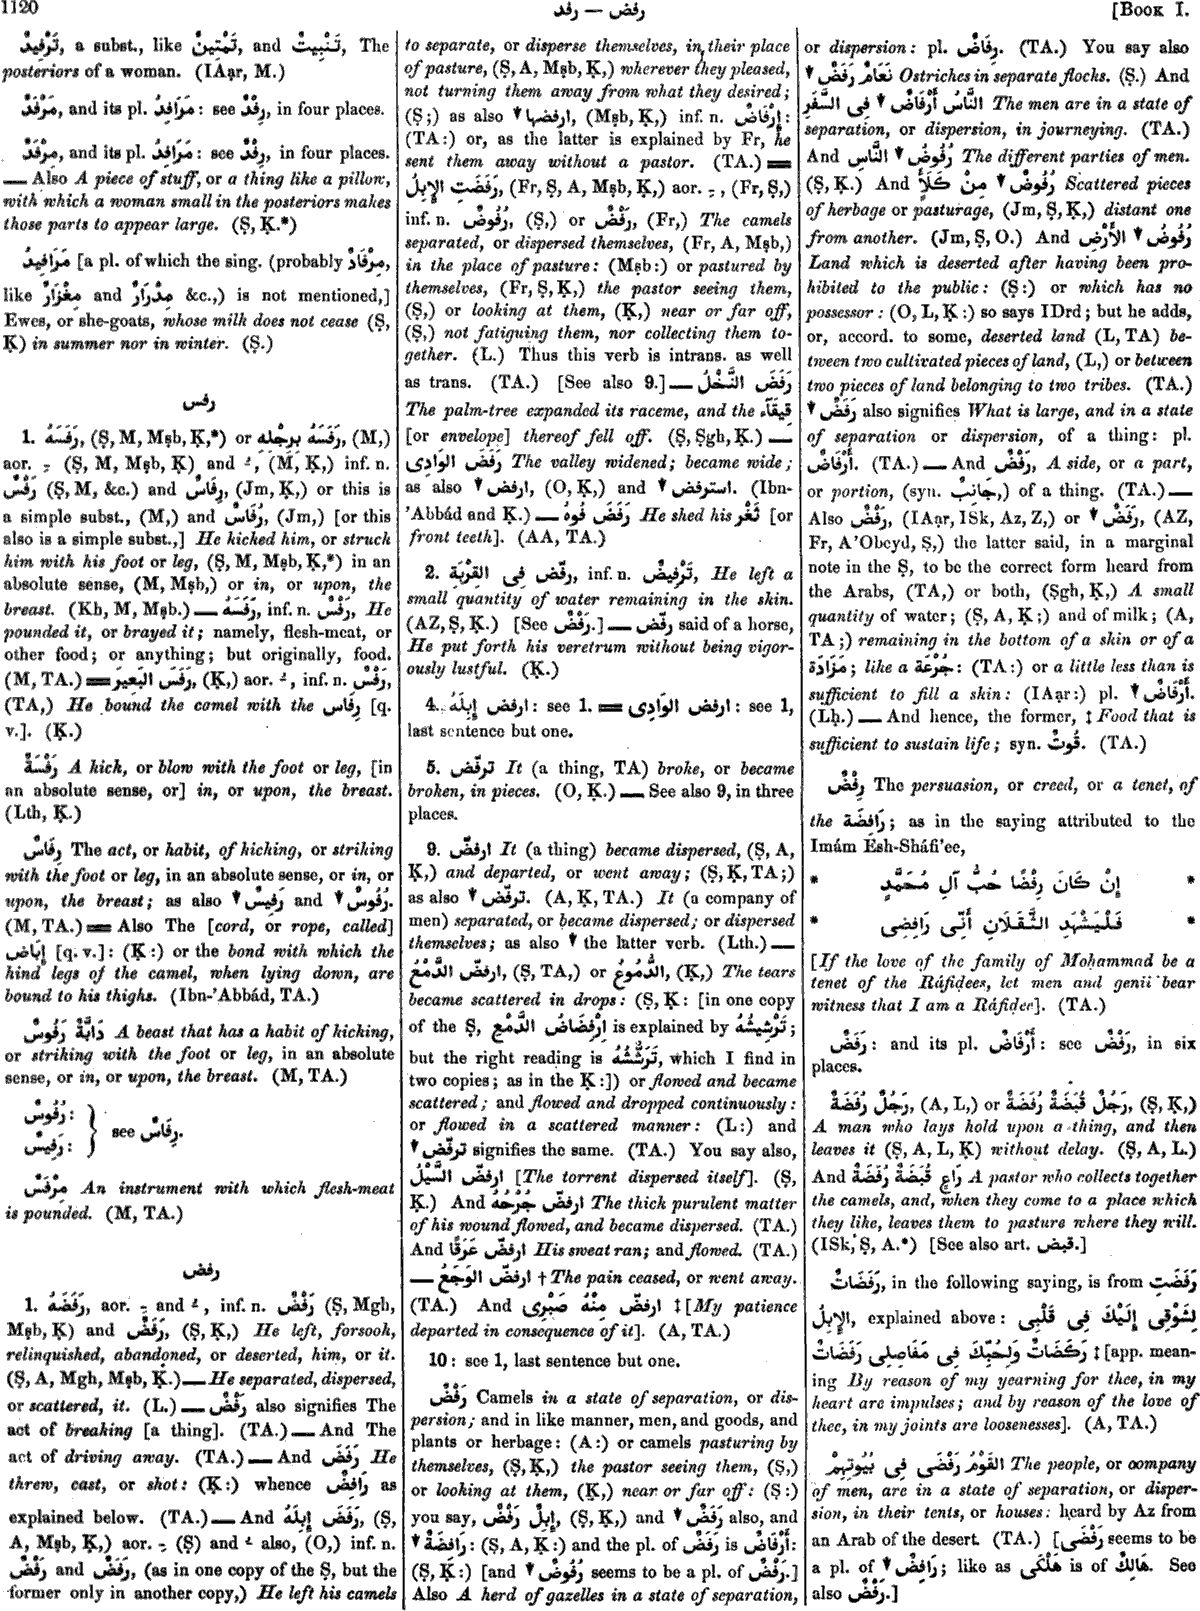 1120
رفض — رفد
[BOOK I.
تَرْفِيدٌ, a subst., like تَمْتِينٌ, and تَنْبِيتٌ, The
posteriors of a woman. (IAạr, M.)
مَرْفَدٌ, and its pl. مَرَافِدُ: see رِفْدٌ, in four places.
مِرْفَدٌ, and its pl. مَرَافِدُ: see رِفْدٌ, in four places.
— Also A piece of stuff, or a thing like a pillow,
with which a woman small in the posteriors makes
those parts to appear large. (Ṣ, Ḳ.*)
مَرَافِيدُ [a pl. of which the sing. (probably مِرْفَادٌ,
like مِغْزَارٌ and مِدْرَارٌ &c.,) is not mentioned,]
Ewes, or she-goats, whose milk does not cease (Ṣ,
Ḳ) in summer nor in winter. (Ṣ.)
رفس
1. رَفَسَهُ, (Ṣ, M, Mṣb, Ḳ,*) or رَفَسَهُ بِرِجْلِهِ, (M,)
aor. ـِ (Ṣ, M, Mṣb, Ḳ) and ـُ, (M, Ḳ,) inf. n.
رَفْسٌ (Ṣ, M, &c.) and رِفَاسٌ, (Jm, Ḳ,) or this is
a simple subst., (M,) and رُفَاسٌ, (Jm,) [or this
also is a simple subst.,] He kicked him, or struck
him with his foot or leg, (Ṣ, M, Mṣb, Ḳ,*) in an
absolute sense, (M, Mṣb,) or in, or upon, the
breast. (Kh, M, Mṣb.) — رَفَسَهُ, inf. n. رَفْسٌ, He
pounded it, or brayed it; namely, flesh-meat, or
other food; or anything; but originally, food.
(M, TA.) = رَفَسَ البَعِيرَ, (Ḳ,) aor. ـُ, inf. n. رَفْسٌ,
(TA,) He bound the camel with the رِفَاس [q.
v.]. (Ḳ.)
رَفْسَةٌ A kick, or blow with the foot or leg, [in
an absolute sense, or] in, or upon, the breast.
(Lth, Ḳ.)
رِفَاسٌ The act, or habit, of kicking, or striking
with the foot or leg, in an absolute sense, or in, or
upon, the breast; as also ▼ رَفِيسٌ and ▼ رُفُوسٌ.
(M, TA.) = Also The [cord, or rope, called]
إِبَاض [q. v.]: (Ḳ:) or the bond with which the
hind legs of the camel, when lying down, are
bound to his thighs. (Ibn-'Abbád, TA.)
دَابَّةٌ رَفُوسٌ A beast that has a habit of kicking,
or striking with the foot or leg, in an absolute
sense, or in, or upon, the breast. (M, TA.)
رُفُوسٌ:
see رِفَاسٌ.
رَفِيسٌ:
مِرْفَسٌ An instrument with which flesh-meat
is pounded. (M, TA.)
رفض
1. رَفَضَهُ, aor. ـِ and ـُ, inf. n. رَفْضٌ (Ṣ, Mgh,
Mṣb, Ḳ) and رَفَضٌ, (Ṣ, Ḳ,) He left, forsook,
relinquished, abandoned, or deserted, him, or it.
(Ṣ, A, Mgh, Mṣb, Ḳ.) — He separated, dispersed,
or scattered, it. (L.) — رَفْضٌ also signifies The
act of breaking [a thing]. (TA.) — And The
act of driving away. (TA.) — And رَفَضَ He
threw, cast, or shot: (Ḳ:) whence رَافِضٌ as
explained below. (TA.) — And رَفَضَ إِبِلَهُ, (Ṣ,
A, Mṣb, Ḳ,) aor. ـِ (Ṣ) and ـُ also, (O,) inf. n.
رَفْضٌ and رَفَضٌ, (as in one copy of the Ṣ, but the
former only in another copy,) He left his camels
to separate, or disperse themselves, in their place
of pasture, (Ṣ, A, Mṣb, Ḳ,) wherever they pleased,
not turning them away from what they desired;
(Ṣ;) as also ▼ ارفضها, (Mṣb, Ḳ,) inf. n. إِرْفَاضٌ:
(TA:) or, as the latter is explained by Fr, he
sent them away without a pastor. (TA.) =
رَفَضَتِ الإِبِلُ, (Fr, Ṣ, A, Mṣb, Ḳ,) aor. ـِ, (Fr, Ṣ,)
inf. n. رُفُوضٌ, (Ṣ,) or رَفْضٌ, (Fr,) The camels
separated, or dispersed themselves, (Fr, A, Mṣb,)
in the place of pasture: (Mṣb:) or pastured by
themselves, (Fr, Ṣ, Ḳ,) the pastor seeing them,
(Ṣ,) or looking at them, (Ḳ,) near or far off,
(Ṣ,) not fatiguing them, nor collecting them to-
gether. (L.) Thus this verb is intrans. as well
as trans. (TA.) [See also 9.] — رَفَضَ النَّخْلُ
The palm-tree expanded its raceme, and the قِيقَآء
[or envelope] thereof fell off. (Ṣ, Ṣgh, Ḳ.) —
رَفَضَ الوَادِى The valley widened; became wide;
as also ▼ ارفض, (O, Ḳ,) and ▼ استرفض. (Ibn-
'Abbád and Ḳ.) — رَفَضَ فُوهُ He shed his ثَغْر [or
front teeth]. (AA, TA.)
2. رفّض فِى القِرْبَةِ, inf. n. تَرْفِيضٌ, He left a
small quantity of water remaining in the skin.
(AZ, Ṣ, Ḳ.) [See رَفْضٌ.] — رفّض said of a horse,
He put forth his veretrum without being vigor-
ously lustful. (Ḳ.)
4. ارفض إِبِلَهُ: see 1. = ارفض الوَادِى: see 1,
last sentence but one.
5. ترفّض It (a thing, TA) broke, or became
broken, in pieces. (O, Ḳ.) — See also 9, in three
places.
9. ارفضّ It (a thing) became dispersed, (Ṣ, A,
Ḳ,) and departed, or went away; (Ṣ, Ḳ, TA;)
as also ▼ ترفّض. (A, Ḳ, TA.) It (a company of
men) separated, or became dispersed; or dispersed
themselves; as also ▼ the latter verb. (Lth.) —
ارفضّ الدَّمْعُ, (Ṣ, TA,) or الدُّمُوعُ, (Ḳ,) The tears
became scattered in drops: (Ṣ, Ḳ: [in one copy
of the Ṣ, ارْفِضَاضُ الدَّمْعِ is explained by تَرْشِيشُهُ;
but the right reading is تَرَشُّشُهُ, which I find in
two copies; as in the Ḳ:]) or flowed and became
scattered; and flowed and dropped continuously:
or flowed in a scattered manner: (L:) and
▼ ترفّض signifies the same. (TA.) You say also,
ارفضّ السَّيْلُ [The torrent dispersed itself]. (Ṣ,
Ḳ.) And ارفضّ جُرْحُهُ The thick purulent matter
of his wound flowed, and became dispersed. (TA.)
And ارفضّ عَرَقًا His sweat ran; and flowed. (TA.)
— ارفضّ الوَجَعُ † The pain ceased, or went away.
(TA.) And ارفضّ مِنْهُ صَبْرِى ‡ [My patience
departed in consequence of it]. (A, TA.)
10: see 1, last sentence but one.
رَفْضٌ Camels in a state of separation, or dis-
persion; and in like manner, men, and goods, and
plants or herbage: (A:) or camels pasturing by
themselves, (Ṣ, Ḳ,) the pastor seeing them, (Ṣ,)
or looking at them, (Ḳ,) near or far off: (Ṣ:)
you say, إِبِلٌ رَفْضٌ, (Ṣ, Ḳ,) and ▼ رَفَضٌ also, and
▼ رَافِضَةٌ: (Ṣ, A, Ḳ:) and the pl. of رَفَضٌ is أَرْفَاضٌ:
(Ṣ, Ḳ:) [and ▼ رُفُوضٌ seems to be a pl. of رَفْضٌ.]
Also A herd of gazelles in a state of separation,
or dispersion: pl. رِفَاضٌ. (TA.) You say also
▼ نَعَامٌ رَفَضٌ Ostriches in separate flocks. (Ṣ.) And
النَّاسُ أَرْفَاضٌ ▼ فِى السَّفَرِ The men are in a state of
separation, or dispersion, in journeying. (TA.)
And رُفُوضُ ▼ النَّاسِ The different parties of men.
(Ṣ, Ḳ.) And رُفُوضٌ ▼ مِنْ كَلَأٍ Scattered pieces
of herbage or pasturage, (Jm, Ṣ, Ḳ,) distant one
from another. (Jm, Ṣ, O.) And رُفُوضُ ▼ الأَرْضِ
Land which is deserted after having been pro-
hibited to the public: (Ṣ:) or which has no
possessor: (O, L, Ḳ:) so says IDrd; but he adds,
or, accord. to some, deserted land (L, TA) be-
tween two cultivated pieces of land, (L,) or between
two pieces of land belonging to two tribes. (TA.)
▼ رَفَضٌ also signifies What is large, and in a state
of separation or dispersion, of a thing: pl.
أَرْفَاضٌ. (TA.) — And رَفْضٌ, A side, or a part,
or portion, (syn. جَانِبٌ,) of a thing. (TA.) —
Also رَفْضٌ, (IAạr, ISk, Az, Z,) or ▼ رَفَضٌ, (AZ,
Fr, A'Obeyd, Ṣ,) the latter said, in a marginal
note in the Ṣ, to be the correct form heard from
the Arabs, (TA,) or both, (Ṣgh, Ḳ,) A small
quantity of water; (Ṣ, A, Ḳ;) and of milk; (A,
TA;) remaining in the bottom of a skin or of a
مَزَادَة; like a جُرْعَة: (TA:) or a little less than is
sufficient to fill a skin: (IAạr:) pl. ▼ أَرْفَاضٌ.
(Lḥ.) — And hence, the former, ‡ Food that is
sufficient to sustain life; syn. قُوتٌ. (TA.)
رِفْضٌ The persuasion, or creed, or a tenet, of
the رَافِضَة; as in the saying attributed to the
Imám Esh-Sháfi'ee,
* إِنْ كَانَ رِفْضًا حُبُّ آلِ مُحَمَّدٍ *
* فَلْيَشْهَدِ الثَّقَلَانِ أَنِّى رَافِضِى *
[If the love of the family of Mohammad be a
tenet of the Ráfiḍees, let men and genii bear
witness that I am a Ráfiḍee]. (TA.)
رَفَضٌ: and its pl. أَرْفَاضٌ: see رَفْضٌ, in six
places.
رَجُلٌ رُفَضَةٌ, (A, L,) or رَجُلٌ قُبَضَةٌ رُفَضَةٌ, (Ṣ, Ḳ,)
A man who lays hold upon a thing, and then
leaves it (Ṣ, A, L, Ḳ) without delay. (Ṣ, A, L.)
And رَاعٍ قُبَضَةٌ رُفَضَةٌ A pastor who collects together
the camels, and, when they come to a place which
they like, leaves them to pasture where they will.
(ISk, Ṣ, A.*) [See also art. قبض.]
رَفَضَاتٌ, in the following saying, is from رَفَضَتِ
الإِبِلُ, explained above: لِشَوْقِى إِلَيْكَ فِى قَلْبِى
رَكَضَاتٌ وَلِحُبِّكَ فِى مَفَاصِلِى رَفَضَاتٌ ‡ [app. mean-
ing By reason of my yearning for thee, in my
heart are impulses; and by reason of the love of
thee, in my joints are loosenesses]. (A, TA.)
القَوْمُ رَفْضَى فِى بُيُوتِهِمْ The people, or company
of men, are in a state of separation, or disper-
sion, in their tents, or houses: heard by Az from
an Arab of the desert. (TA.) [رَفْضَى seems to be
a pl. of ▼ رَافِضٌ; like as هَلْكَى is of هَالِكٌ. See
also رَفْضٌ.]